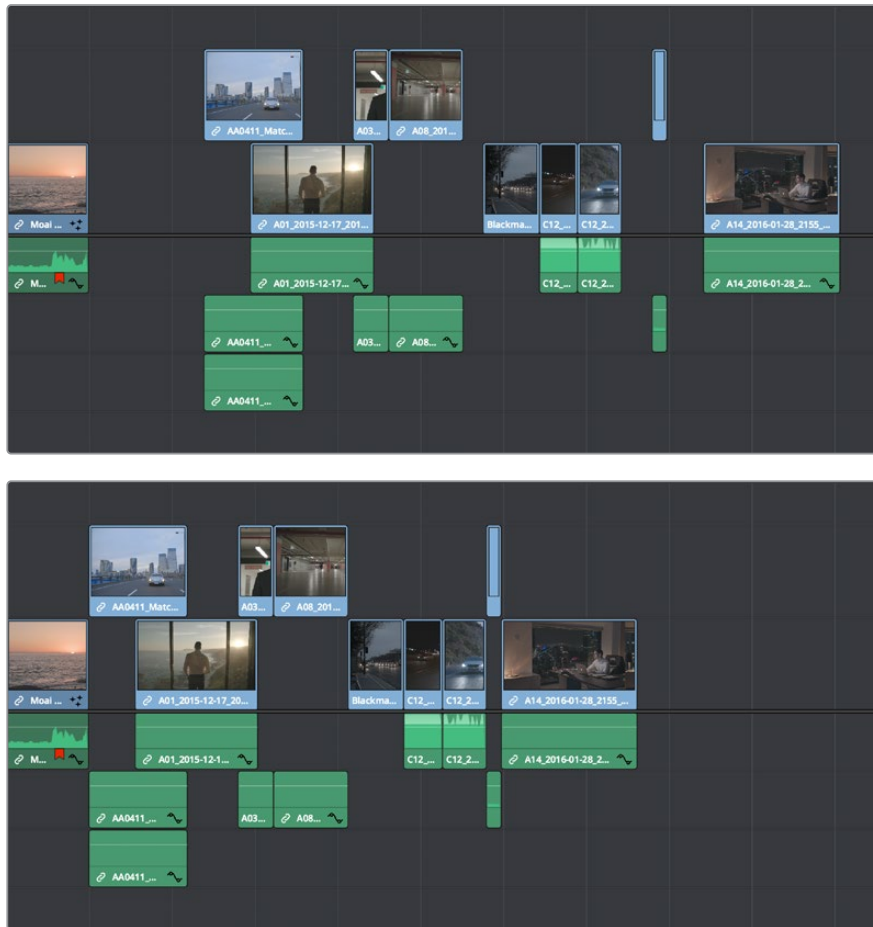 AA0411_Matc...
A03...
A08_201...
Moai ...
A01_2015-12-17_201...
Blackma...
C12_...
C12_2...
A14_2016-01-28_2155_...
M...
A01_2015-12-17...
C12_...
C12_2...
A14_2016-01-28_2...
AA0411_...
A03...
A08...
AA0411_...
AA0411_Matc...
A03...
A08_201...
Moai ...
A01_2015-12-17_20...
Blackma...
C12_...
C12_2...
A14_2016-01-28_2155_...
M...
A01_2015-12-1...
C12_...
C12_2...
A14_2016-01-28_2...
AA0411_...
A03...
A08...
AA0411_...